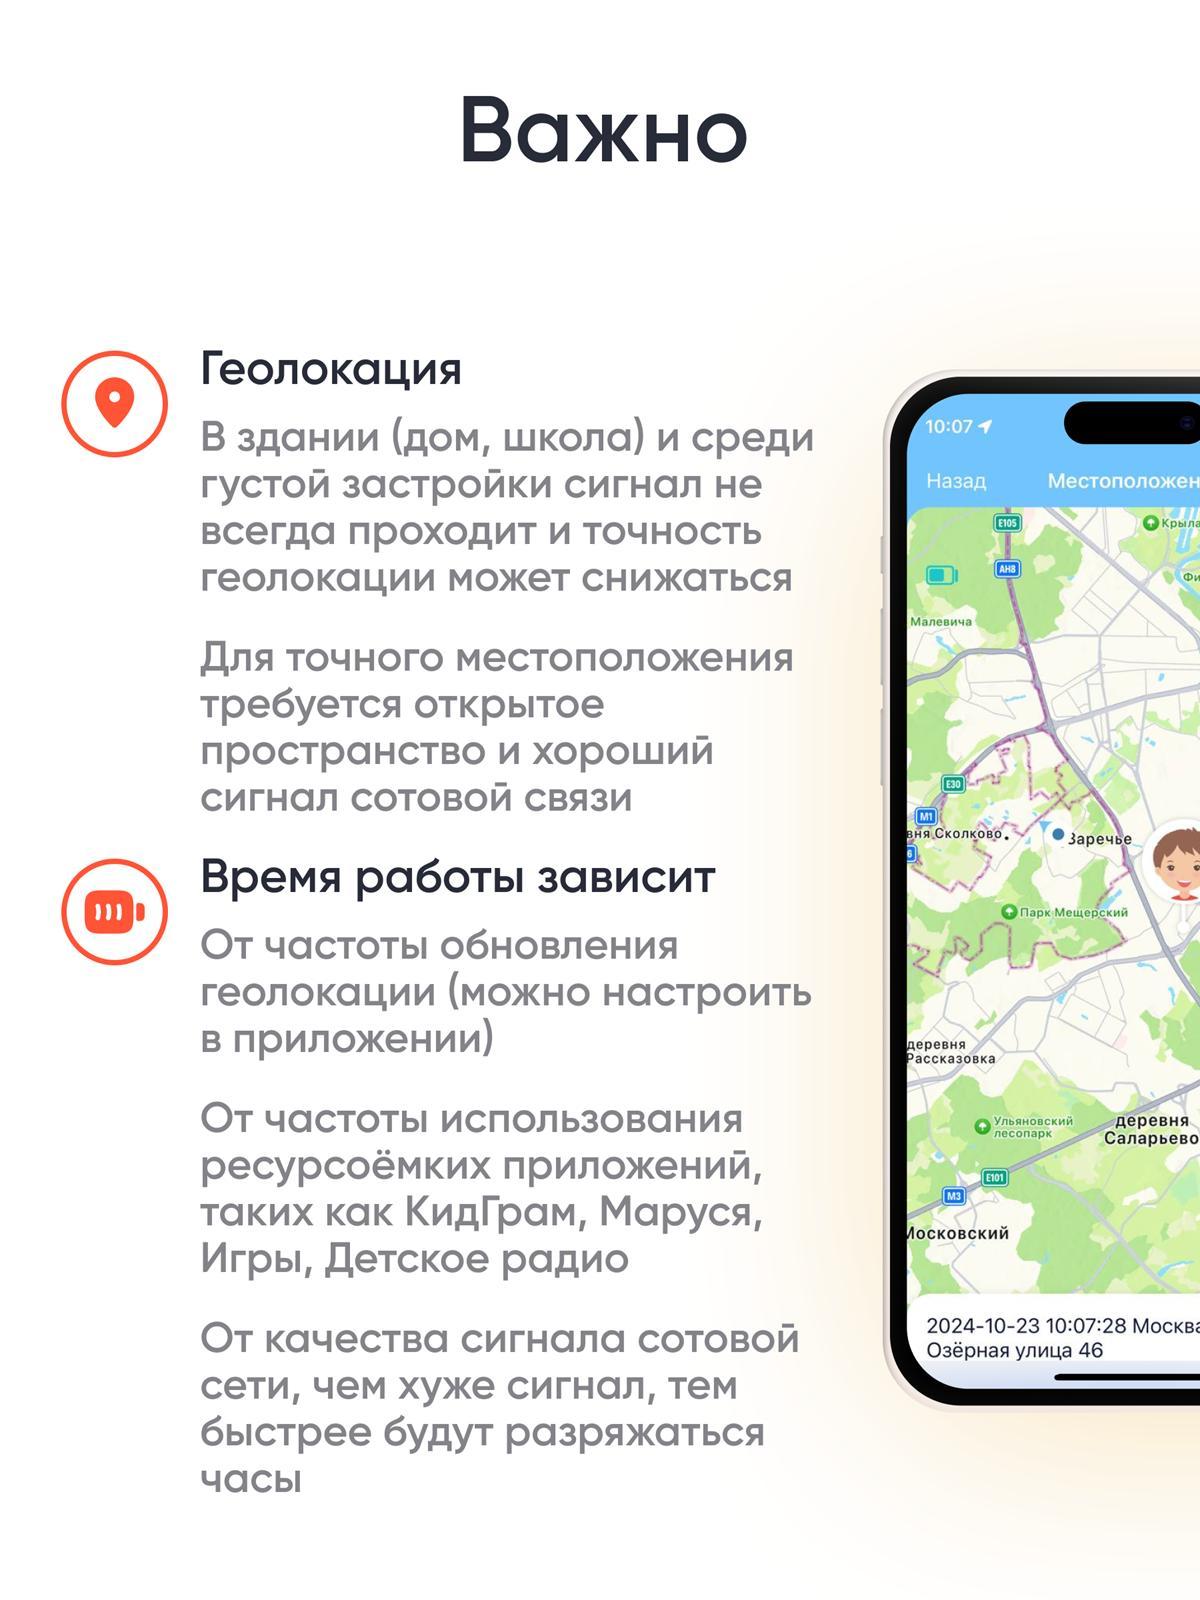 Важно
Геолокация
В здании (дом, школа) и среди
густой застройки сигнал не
всегда проходит и точность
геолокации может снижаться
Для точного местоположения
требуется открытое
пространство и хороший
сигнал сотовой связи
Время работы зависит
От частоты обновления
геолокации (можно настроить
в приложении)
От частоты использования
ресурсоёмких приложений,
таких как КидГрам, Маруся,
Игры, Детское радио
От качества сигнала сотовой
сети, чем хуже сигнал, тем
быстрее будут разряжаться
часы
10:07
Назад
Местоположен
E105
Крыла
AH8
Фи
Малевича
E30
M1
вня Сколково
6
Заречье
Парк Мещерский
деревня
Рассказовка
Ульяновский
лесопарк
деревня
Саларьево
E101
M3
Московский
2024-10-23 10:07:28 Москва
Озёрная улица 46